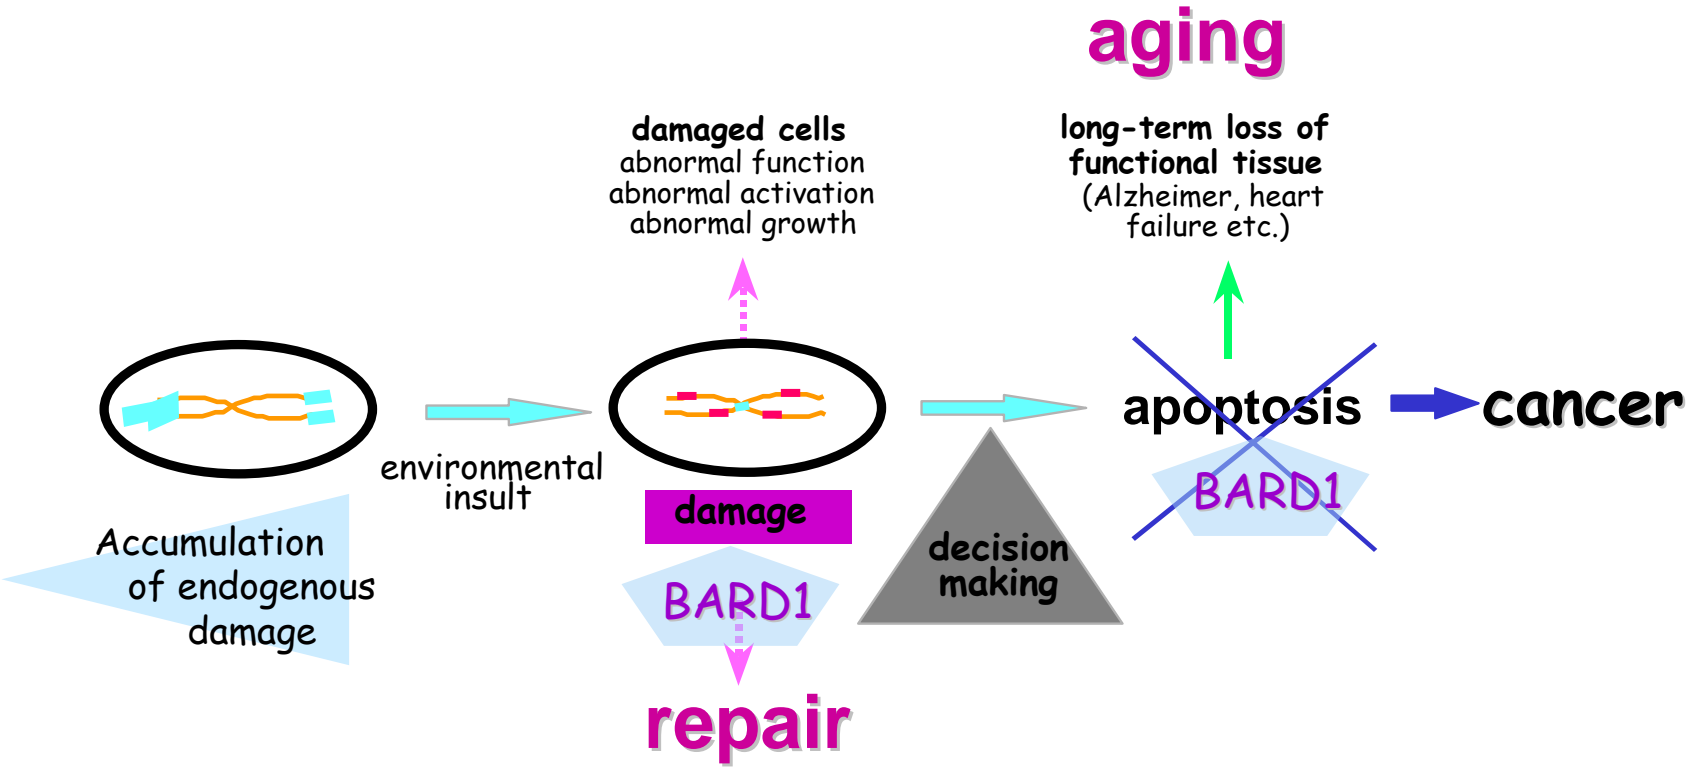 aging
damaged cells
abnormal function
abnormal activation
abnormal growth
long-term loss of
functional tissue
(Alzheimer, heart
failure etc.)
apoptosis
cancer
environmental
insult
BARD1
damage
Accumulation
of endogenous
damage
decision
making
BARD1
repair